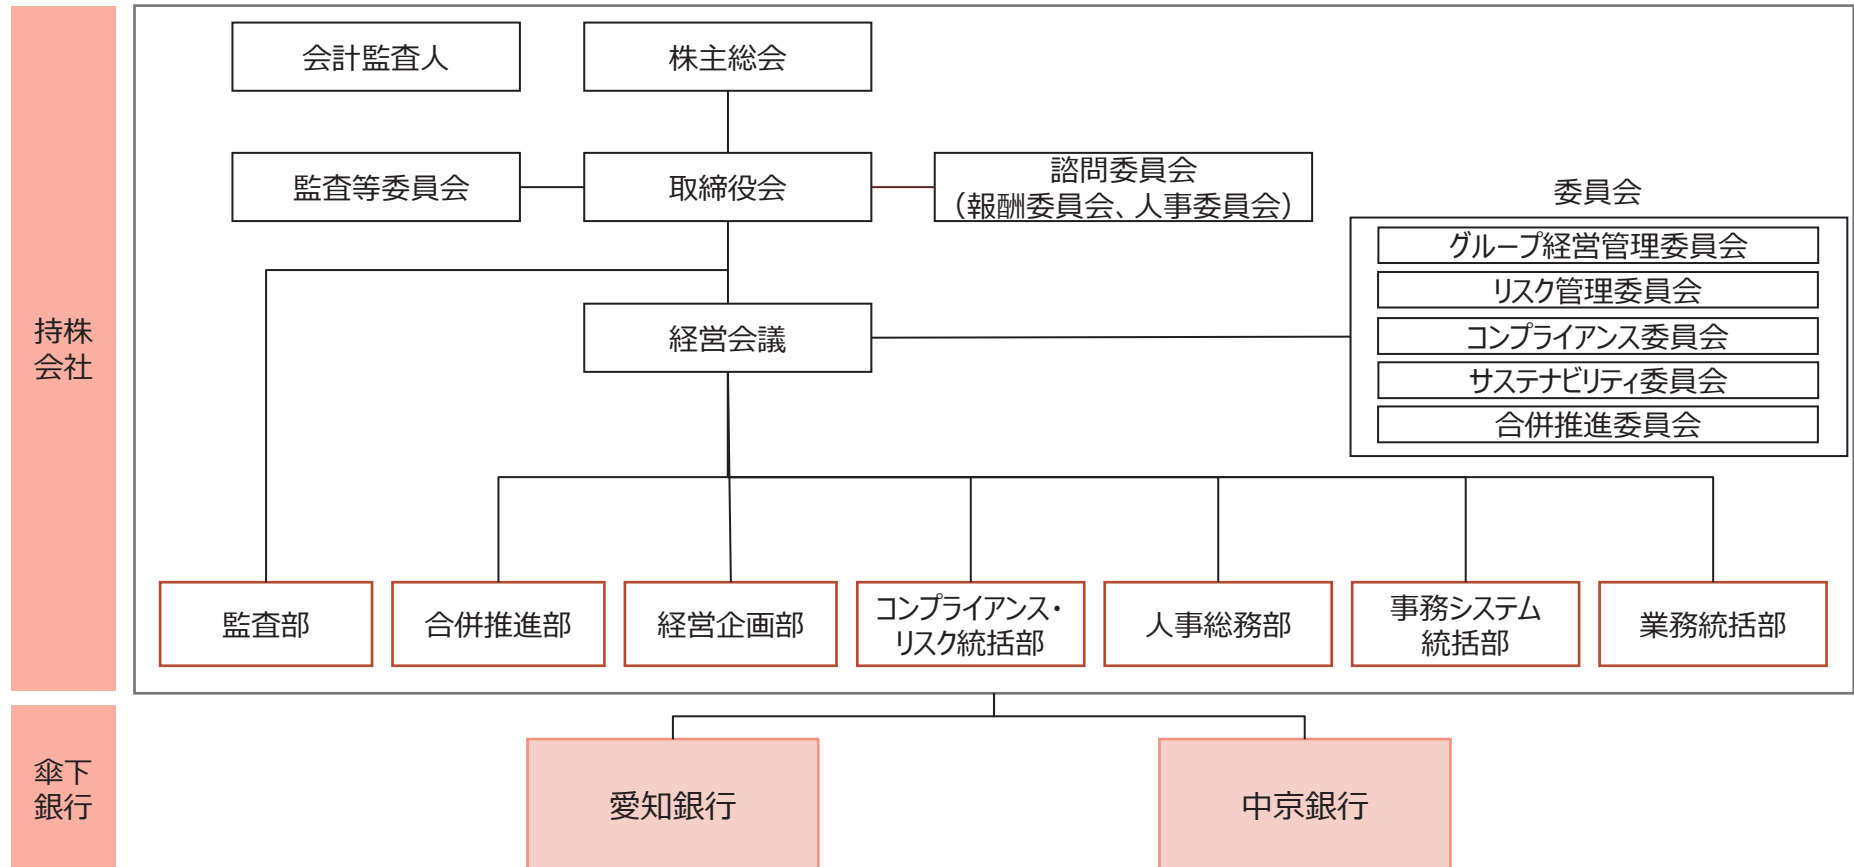 持株
会社
会計監査人
株主総会
監査等委員会
取締役会
諮問委員会
（報酬委員会、人事委員会）
委員会
グループ経営管理委員会
リスク管理委員会
コンプライアンス委員会
サステナビリティ委員会
合併推進委員会
経営会議
監査部
合併推進部
経営企画部
コンプライアンス・
リスク統括部
人事総務部
事務システム
統括部
業務統括部
傘下
銀行
愛知銀行
中京銀行